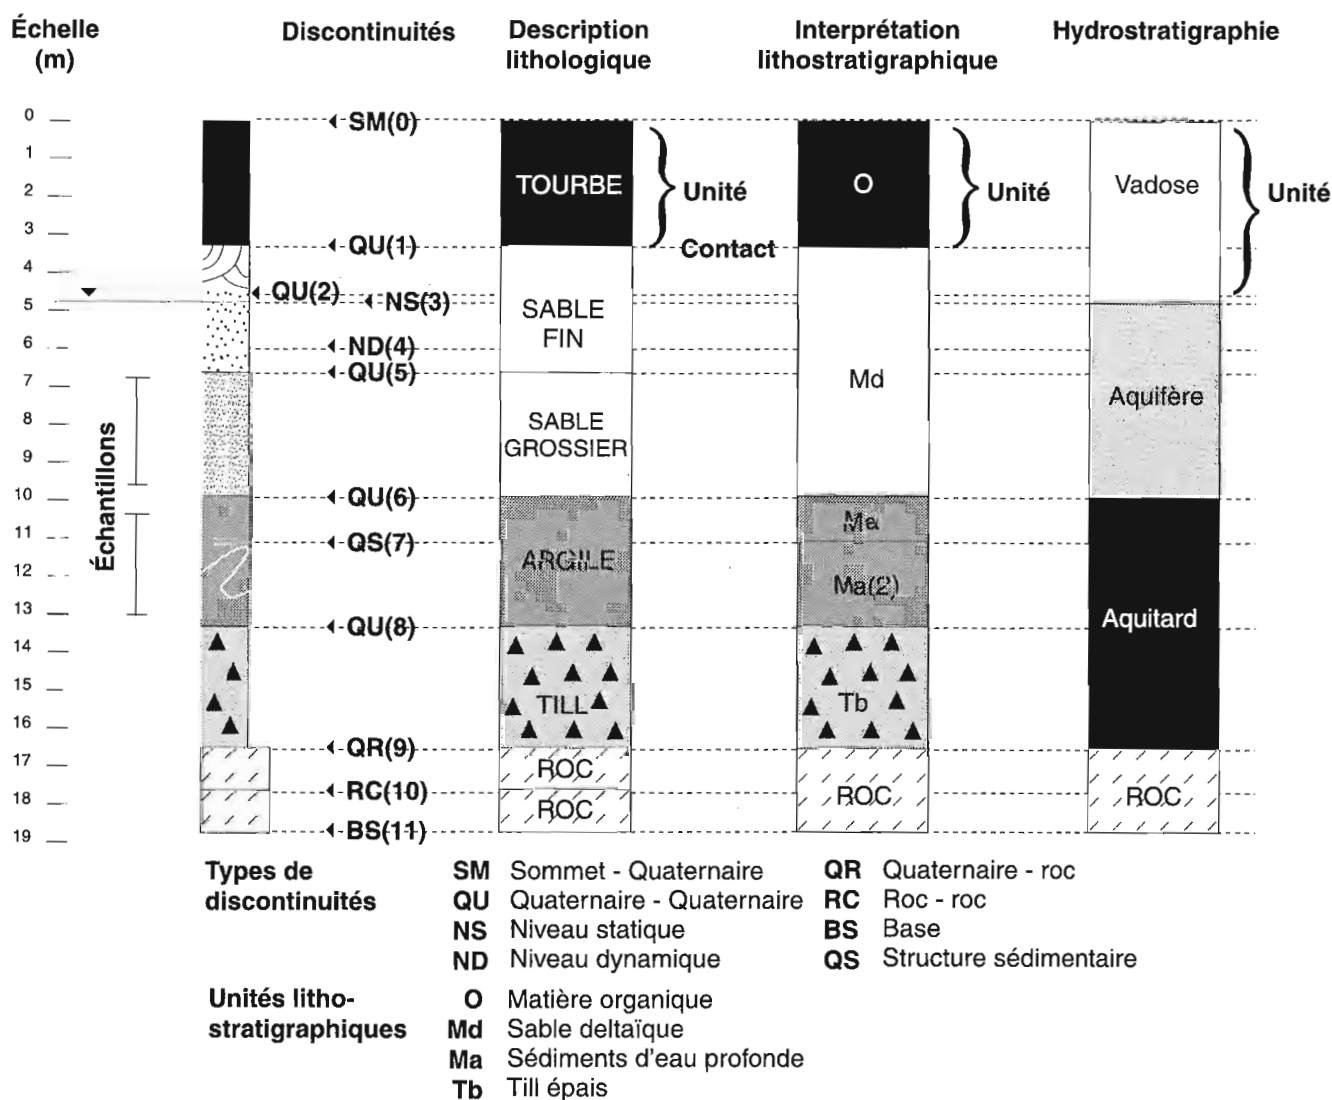 Échelle
(m)
Discontinuités
Description
lithologique
Interprétation
lithostratigraphique
Hydrostratigraphie
0
1
2
3
4
5
6
7
8
9
10
11
12
13
14
15
16
17
18
19
Échantillons
SM(0)
QU(1)
QU(2)
NS(3)
ND(4)
QU(5)
QU(6)
QS(7)
QU(8)
QR(9)
RC(10)
BS(11)
TOURBE
Unité
Contact
SABLE
FIN
SABLE
GROSSIER
ARGILE
TILL
ROC
ROC
O
Unité
Md
Ma
Ma(2)
Tb
ROC
Vadose
Unité
Aquifère
Aquitard
ROC
Types de
discontinuités
SM Sommet - Quaternaire
QU Quaternaire - Quaternaire
NS Niveau statique
ND Niveau dynamique
QR Quaternaire - roc
RC Roc - roc
BS Base
QS Structure sédimentaire
Unités litho-
stratigraphiques
O Matière organique
Md Sable deltaïque
Ma Sédiments d'eau profonde
Tb Till épais